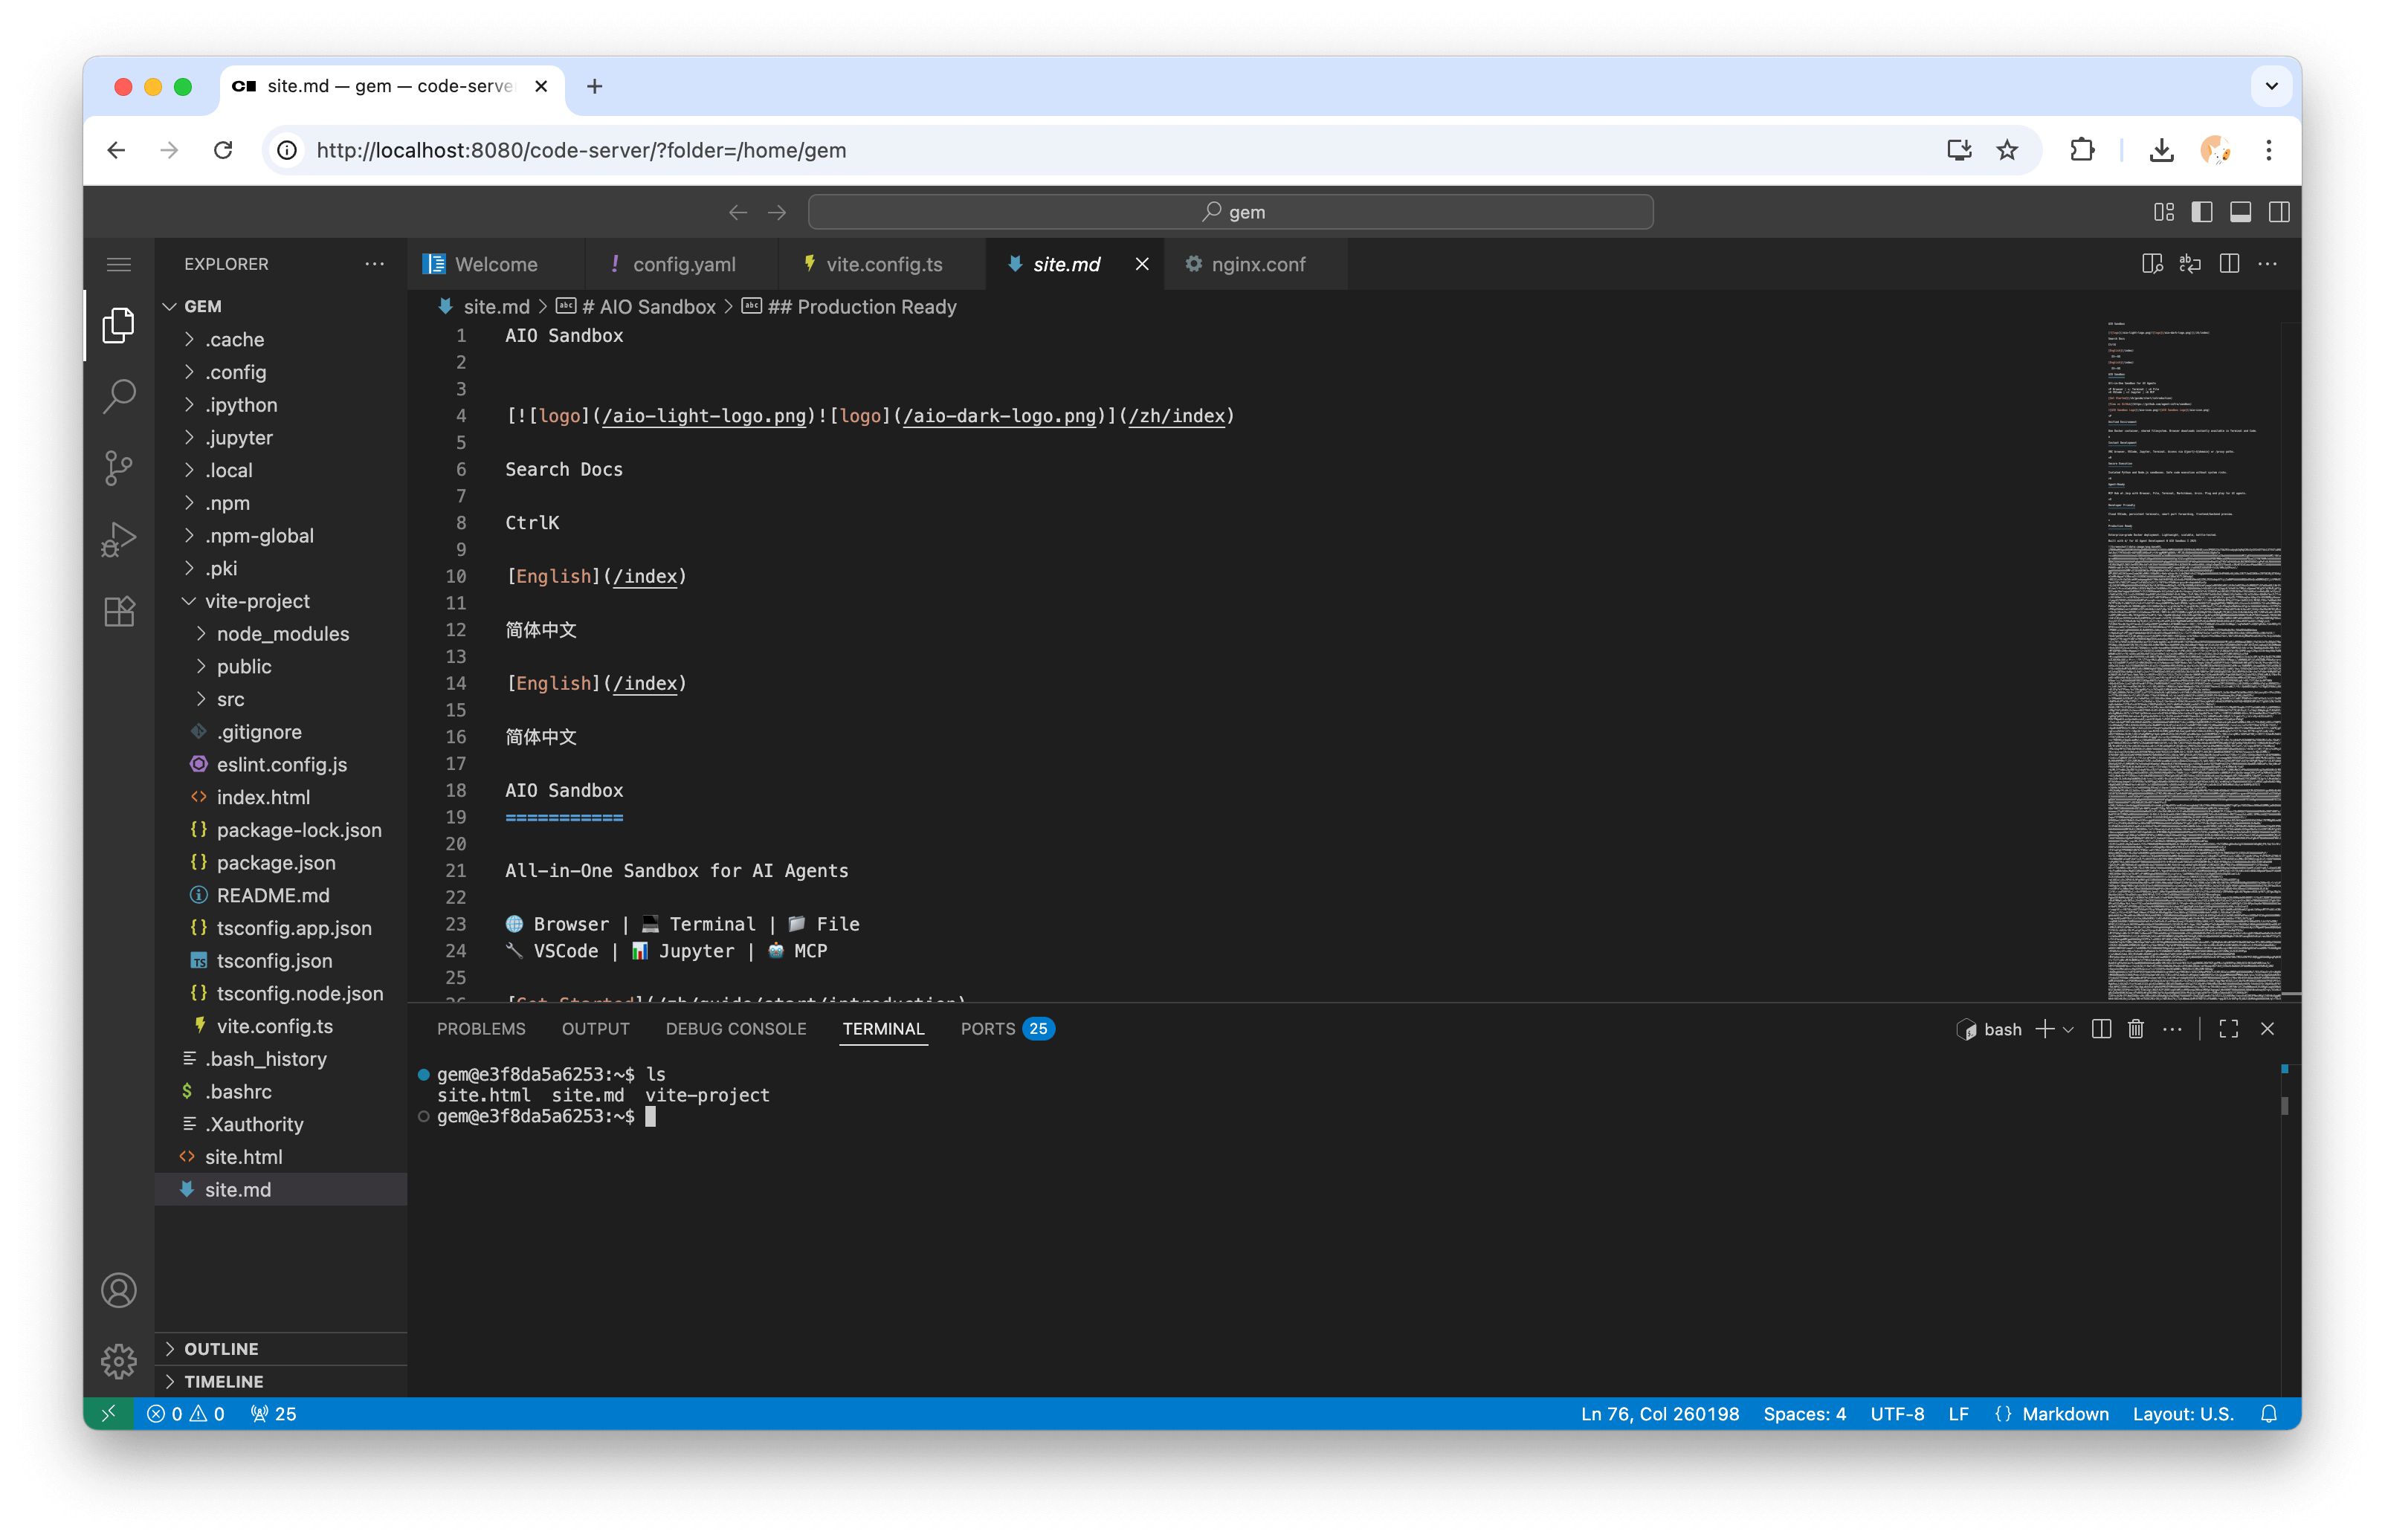 site.md — gem — code-serve
http://localhost:8080/code-server/?folder=/home/gem
gem
EXPLORER
Welcome
config.yaml
vite.config.ts
site.md
nginx.conf
site.md > # AIO Sandbox > ## Production Ready
GEM
.cache
.config
.ipython
.jupyter
.local
.npm
.npm-global
.pki
vite-project
node_modules
public
src
.gitignore
eslint.config.js
index.html
package-lock.json
package.json
README.md
tsconfig.app.json
tsconfig.json
tsconfig.node.json
vite.config.ts
.bash_history
.bashrc
.Xauthority
site.html
site.md
OUTLINE
TIMELINE
1 AIO Sandbox
2
3
4 [![logo](/aio-light-logo.png)![logo](/aio-dark-logo.png)](/zh/index)
5
6 Search Docs
7
8 CtrlK
9
10 [English](/index)
11
12 简体中文
13
14 [English](/index)
15
16 简体中文
17
18 AIO Sandbox
19 ===========
20
21 All-in-One Sandbox for AI Agents
22
23 🌐 Browser | 💻 Terminal | 📁 File
24 🔧 VSCode | 📊 Jupyter | 🤖 MCP
25
26 [Get Started](/zh/guide/start/introduction)
PROBLEMS OUTPUT DEBUG CONSOLE TERMINAL PORTS 25
bash
gem@e3f8da5a6253:~$ ls
site.html site.md vite-project
gem@e3f8da5a6253:~$
0 0 25
Ln 76, Col 260198 Spaces: 4 UTF-8 LF {} Markdown Layout: U.S.